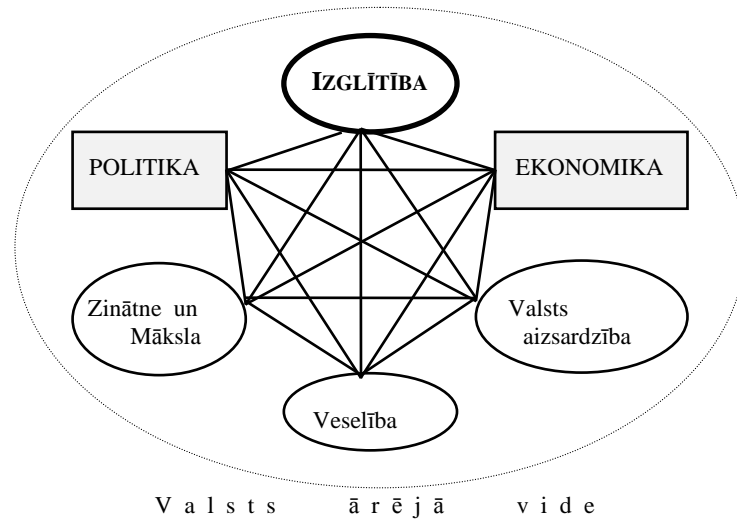 IZGLĪTĪBA
POLITIKA
EKONOMIKA
Zinātne un
Māksla
Valsts
aizsardzība
Veselība
Valsts ārējā vide